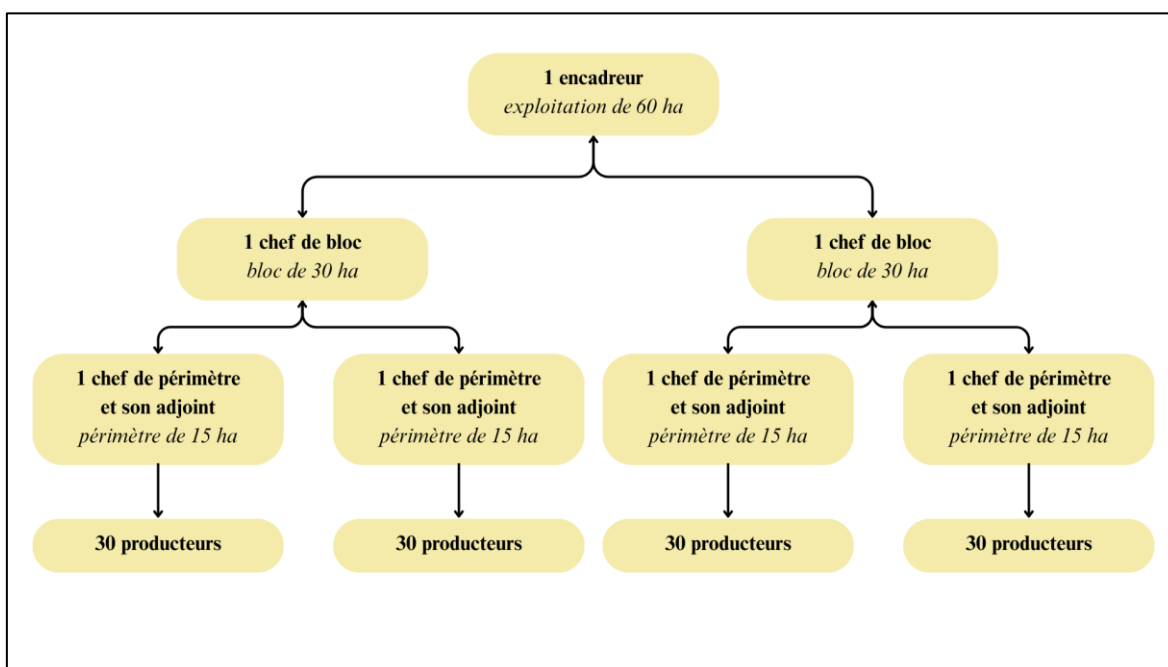 1 encadreur
exploitation de 60 ha
1 chef de bloc
bloc de 30 ha
1 chef de bloc
bloc de 30 ha
1 chef de périmètre
et son adjoint
périmètre de 15 ha
1 chef de périmètre
et son adjoint
périmètre de 15 ha
1 chef de périmètre
et son adjoint
périmètre de 15 ha
1 chef de périmètre
et son adjoint
périmètre de 15 ha
30 producteurs
30 producteurs
30 producteurs
30 producteurs